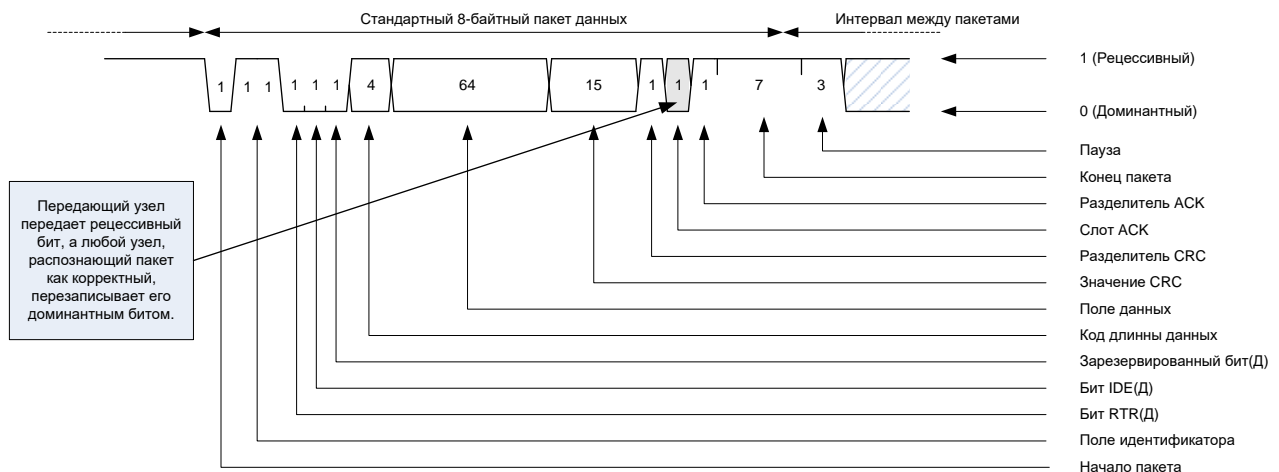 Стандартный 8-байтный пакет данных
Интервал между пакетами
1 1 1 1 1 1 4 64 15 1 1 1 7 3
1 (Рецессивный)
0 (Доминантный)
Пауза
Конец пакета
Разделитель ACK
Слот ACK
Разделитель CRC
Значение CRC
Поле данных
Код длинны данных
Зарезервированный бит(Д)
Бит IDE(Д)
Бит RTR(Д)
Поле идентификатора
Начало пакета
Передающий узел
передает рецессивный
бит, а любой узел,
распознающий пакет
как корректный,
перезаписывает его
доминантным битом.